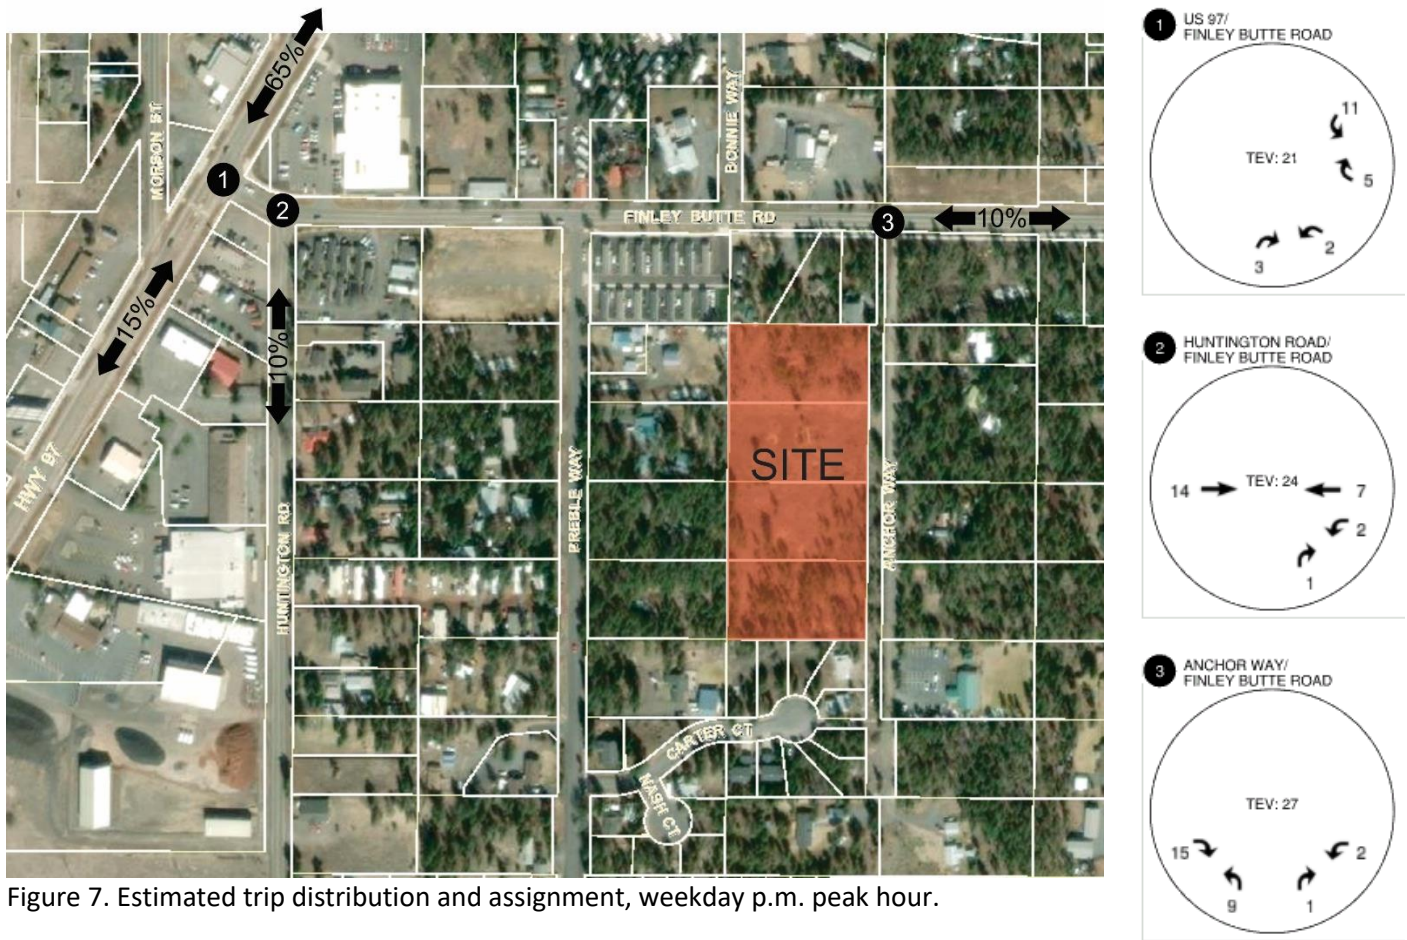 65%
MORSON ST
BONNIE WAY
1
2
FINLEY BUTTE RD
3
10%
15%
10%
SITE
HWY 97
PREBLE WAY
ANCHOR WAY
HUNTINGTON RD
CARTER CT
NASH CT
Figure 7. Estimated trip distribution and assignment, weekday p.m. peak hour.
1
US 97/
FINLEY BUTTE ROAD
11
TEV: 21
5
2
3
2
HUNTINGTON ROAD/
FINLEY BUTTE ROAD
14
TEV: 24
7
2
1
3
ANCHOR WAY/
FINLEY BUTTE ROAD
TEV: 27
15
2
9
1